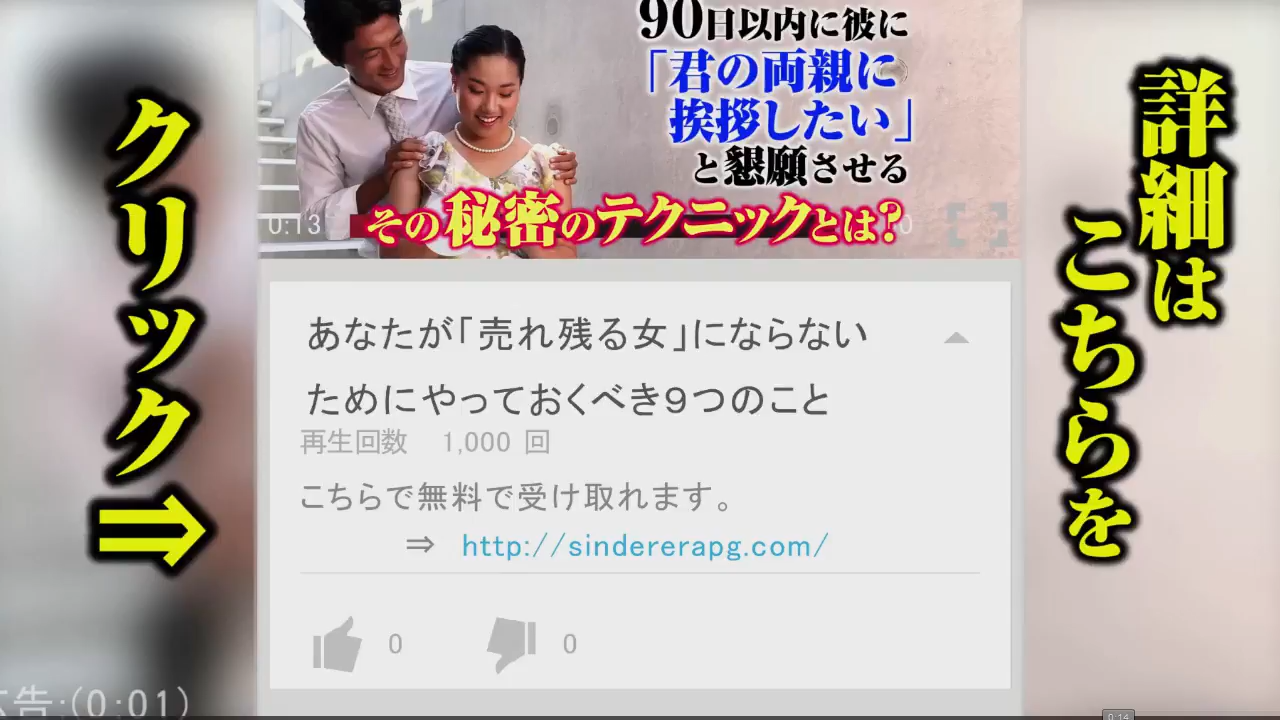 詳細は
こちらを
90日以内に彼に
「君の両親に
挨拶したい」
と懇願させる
その秘密のテクニックとは？
0:13
あなたが「売れ残る女」にならない
ためにやっておくべき９つのこと
再生回数 1,000 回
こちらで無料で受け取れます。
⇒ http://sindererapg.com/
0 0
クリック⇒
広告:(0:01)
0:14